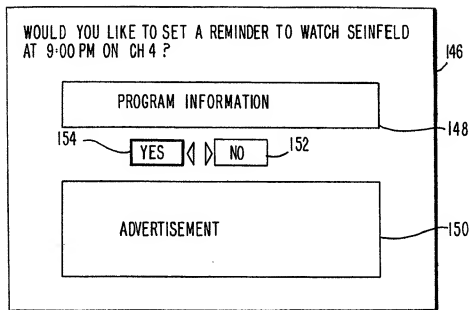 WOULD YOU LIKE TO SET A REMINDER TO WATCH SEINFELD
AT 9:00 PM ON CH 4 ?
146
PROGRAM INFORMATION
148
154
YES
NO
152
ADVERTISEMENT
150